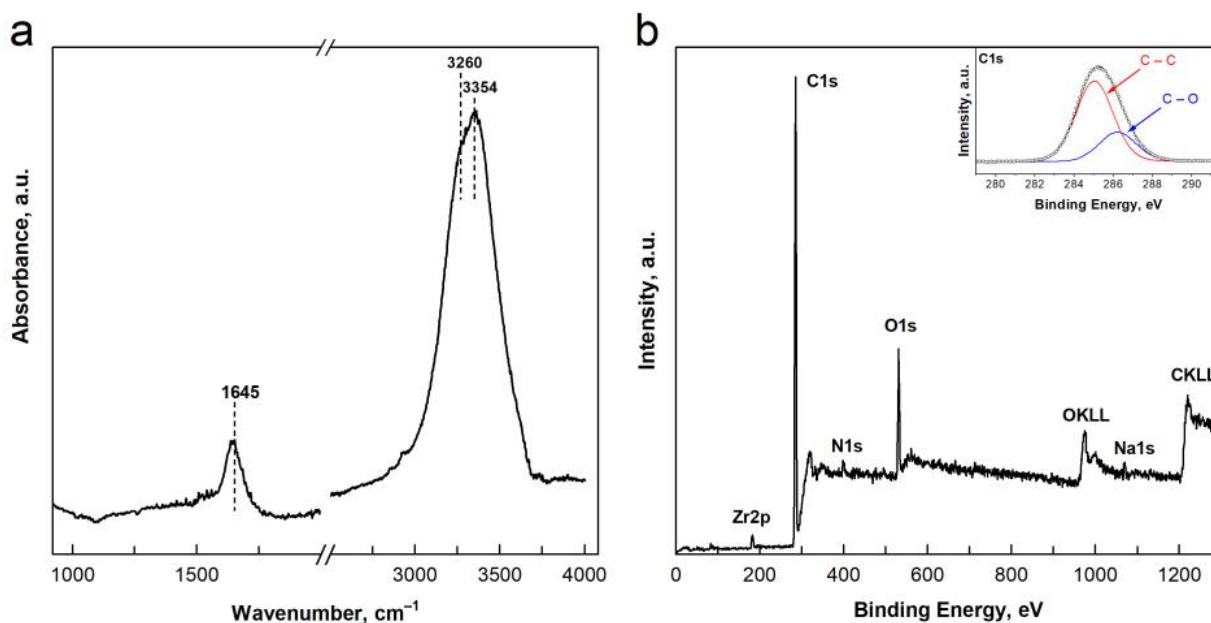 a
3260
3354
1645
Absorbance, a.u.
1000
1500
3000
3500
4000
Wavenumber, cm⁻¹
b
C1s
O1s
N1s
Zr2p
OKLL
Na1s
CKLL
Intensity, a.u.
0
200
400
600
800
1000
1200
Binding Energy, eV
C1s
C – C
C – O
Intensity, a.u.
280
282
284
286
288
290
Binding Energy, eV